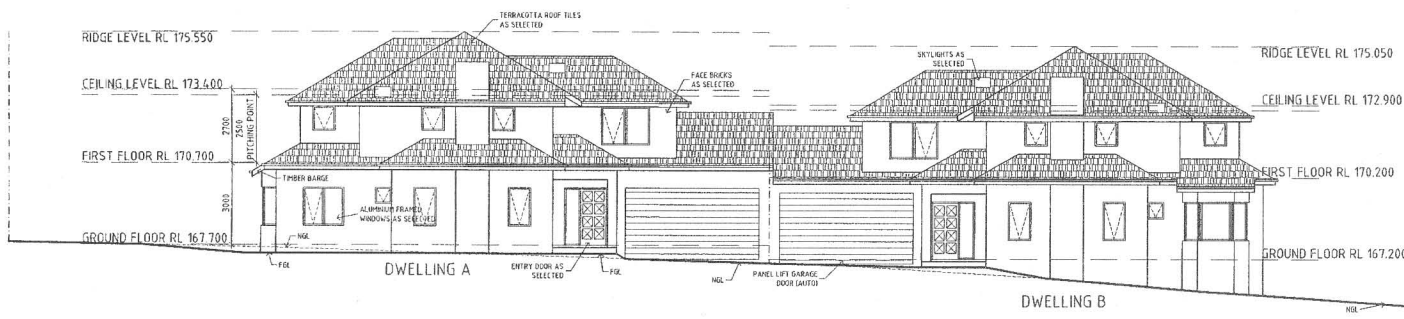 TERRACOTTA ROOF TILES
AS SELECTED
RIDGE LEVEL RL 175.550
SKYLIGHTS AS
SELECTED
RIDGE LEVEL RL 175.050
CEILING LEVEL RL 173.400
FACE BRICKS
AS SELECTED
CEILING LEVEL RL 172.900
2700
2500
PITCHING POINT
FIRST FLOOR RL 170.700
FIRST FLOOR RL 170.200
TIMBER BARGE
3000
ALUMINIUM FRAMED
WINDOWS AS SELECTED
GROUND FLOOR RL 167.700
NGL
GROUND FLOOR RL 167.200
FGL
DWELLING A
ENTRY DOOR AS
SELECTED
FGL
NGL
PANEL LIFT GARAGE
DOOR (AUTO)
DWELLING B
NGL